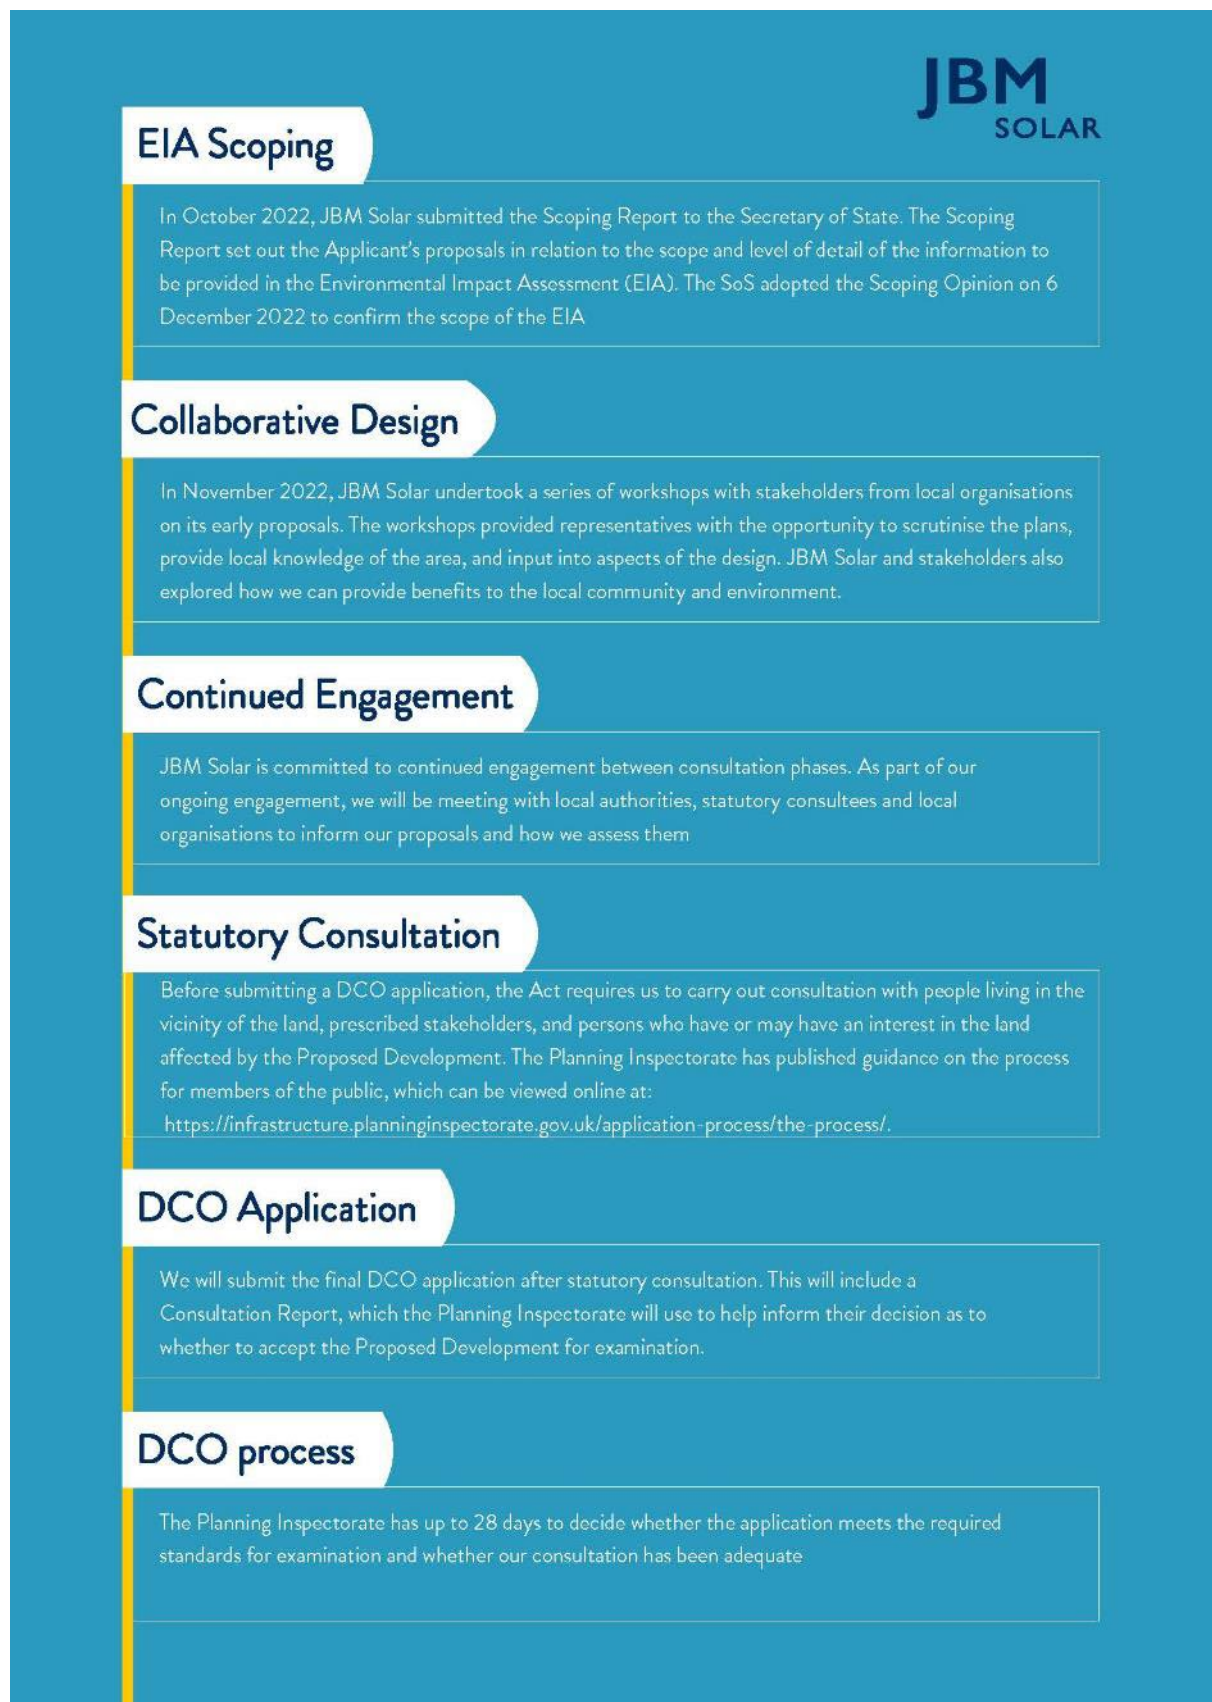 JBM
SOLAR
EIA Scoping
In October 2022, JBM Solar submitted the Scoping Report to the Secretary of State. The Scoping
Report set out the Applicant's proposals in relation to the scope and level of detail of the information to
be provided in the Environmental Impact Assessment (EIA). The SoS adopted the Scoping Opinion on 6
December 2022 to confirm the scope of the EIA
Collaborative Design
In November 2022, JBM Solar undertook a series of workshops with stakeholders from local organisations
on its early proposals. The workshops provided representatives with the opportunity to scrutinise the plans,
provide local knowledge of the area, and input into aspects of the design. JBM Solar and stakeholders also
explored how we can provide benefits to the local community and environment.
Continued Engagement
JBM Solar is committed to continued engagement between consultation phases. As part of our
ongoing engagement, we will be meeting with local authorities, statutory consultees and local
organisations to inform our proposals and how we assess them
Statutory Consultation
Before submitting a DCO application, the Act requires us to carry out consultation with people living in the
vicinity of the land, prescribed stakeholders, and persons who have or may have an interest in the land
affected by the Proposed Development. The Planning Inspectorate has published guidance on the process
for members of the public, which can be viewed online at:
https://infrastructure.planninginspectorate.gov.uk/application-process/the-process/.
DCO Application
We will submit the final DCO application after statutory consultation. This will include a
Consultation Report, which the Planning Inspectorate will use to help inform their decision as to
whether to accept the Proposed Development for examination.
DCO process
The Planning Inspectorate has up to 28 days to decide whether the application meets the required
standards for examination and whether our consultation has been adequate